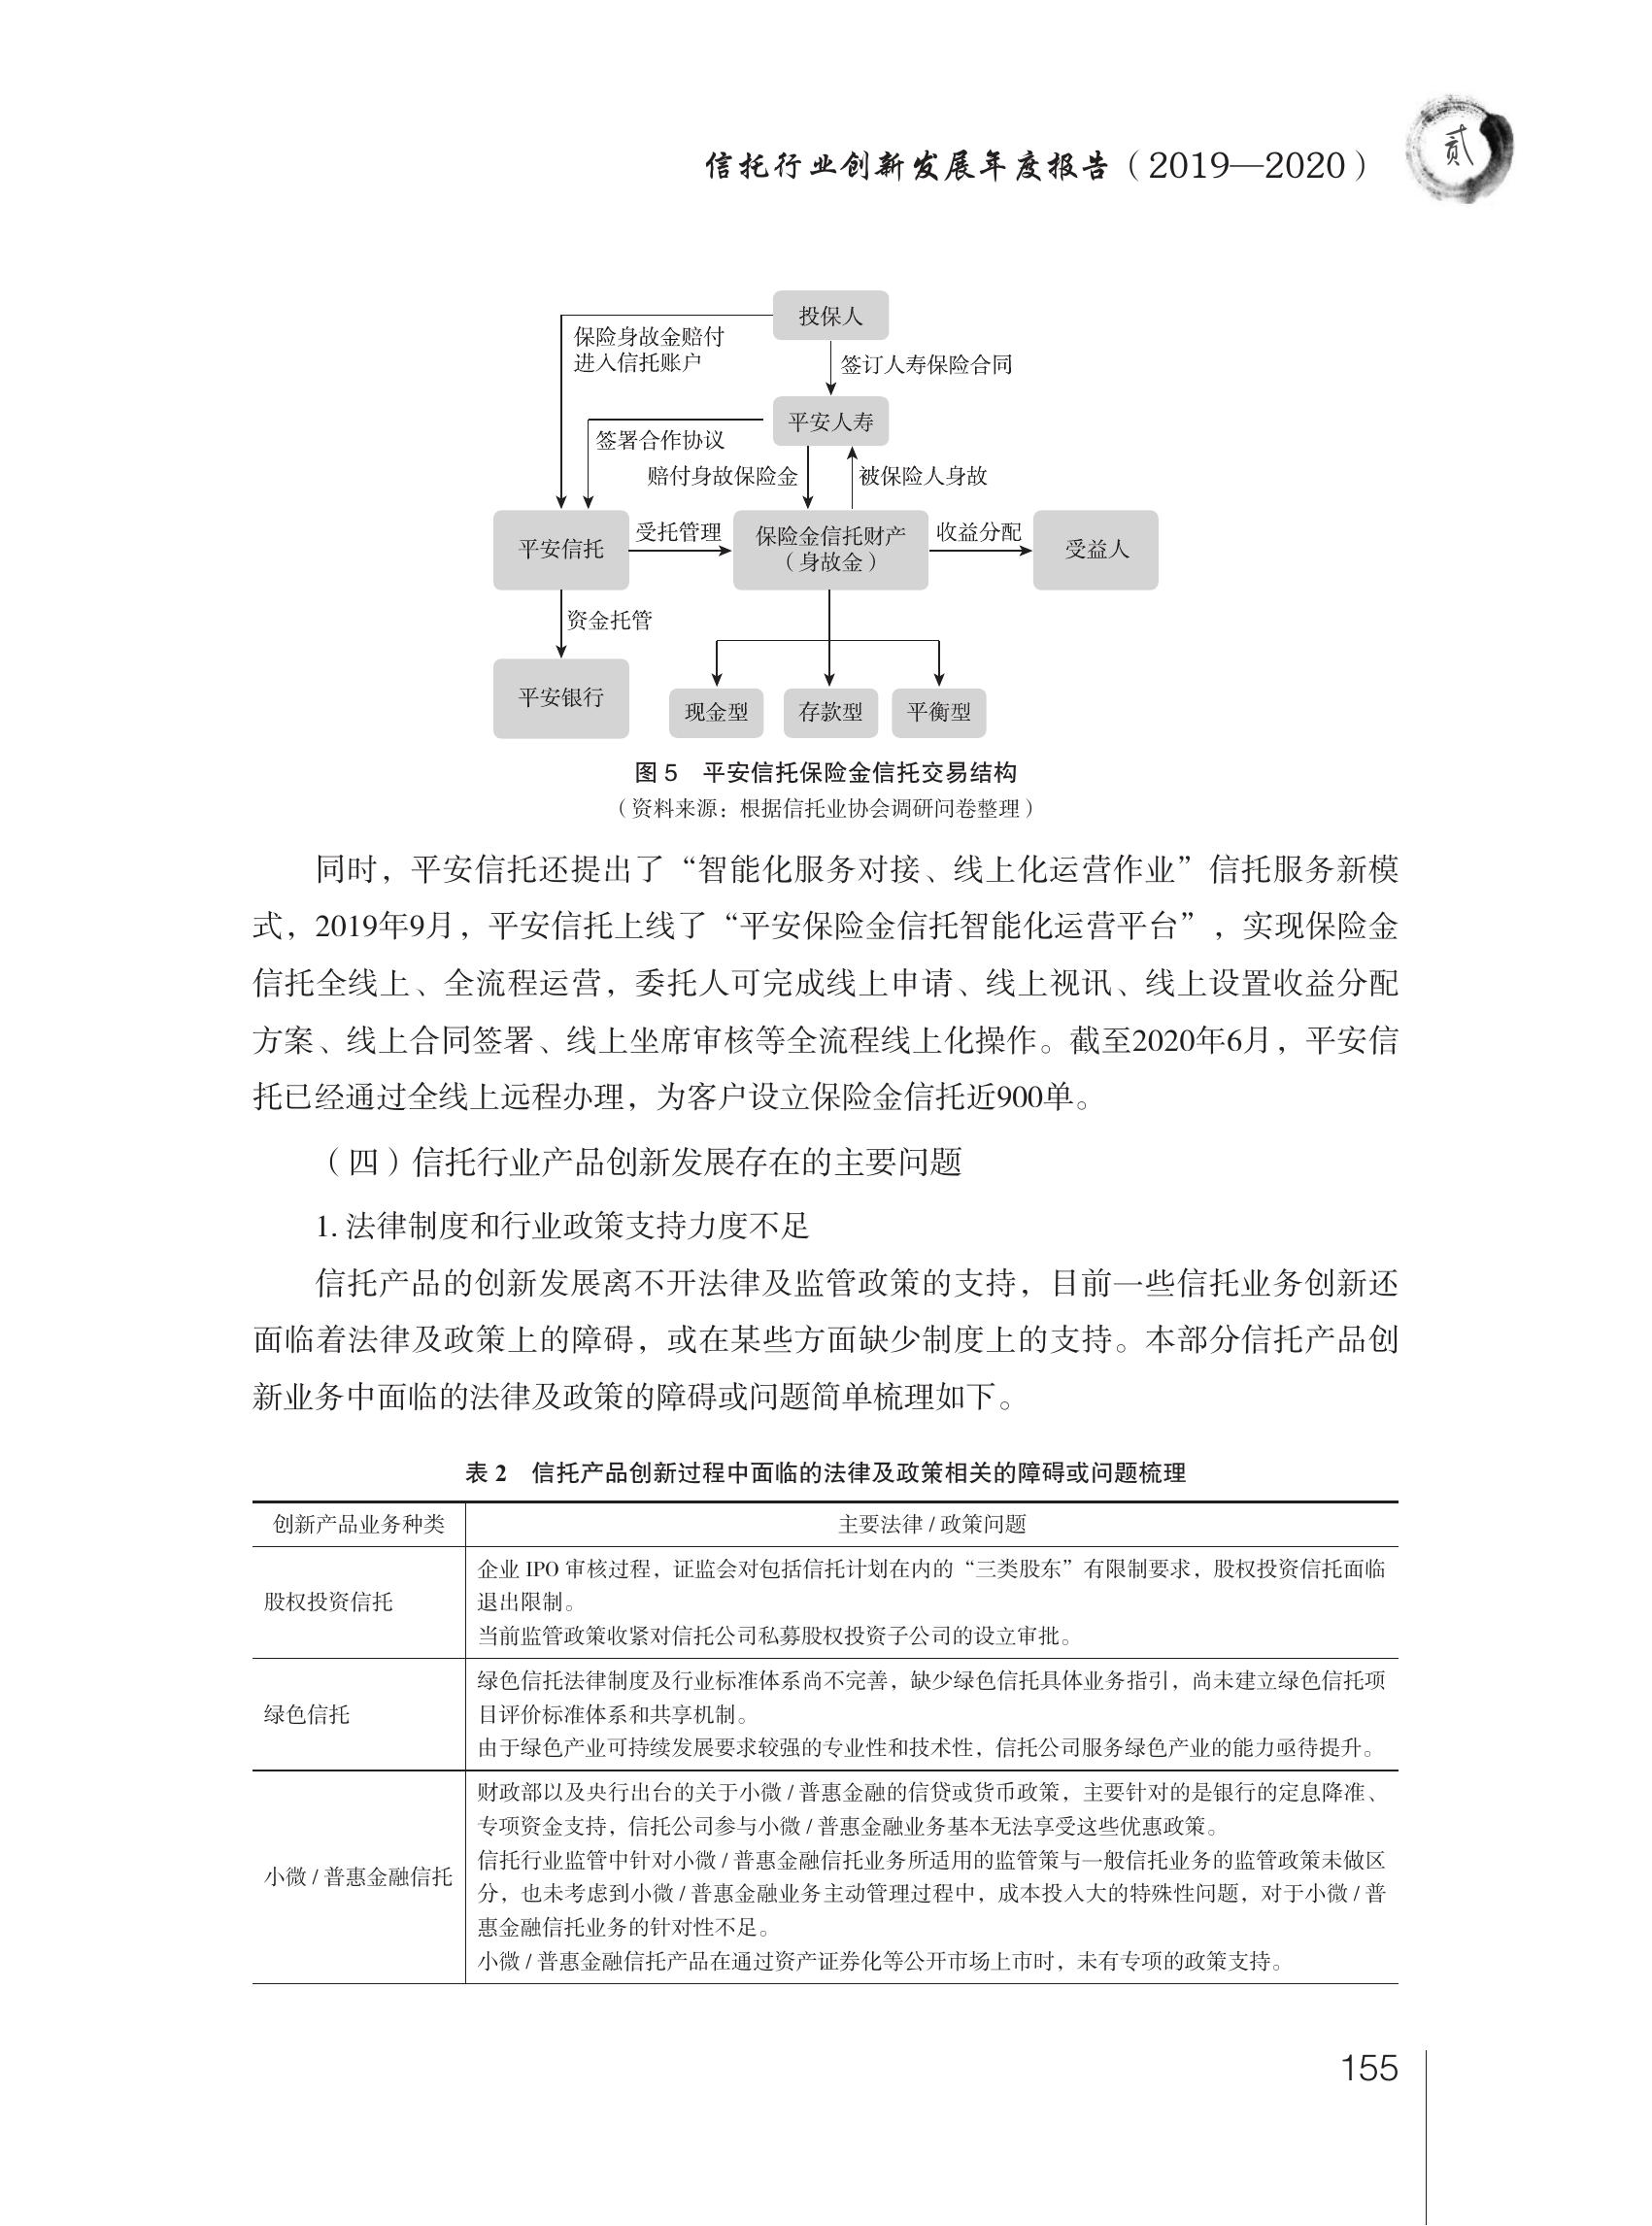 信托行业创新发展年度报告（2019—2020）
贰
投保人
保险身故金赔付
进入信托账户
签订人寿保险合同
平安人寿
签署合作协议
赔付身故保险金
被保险人身故
平安信托
受托管理
保险金信托财产
（身故金）
收益分配
受益人
资金托管
平安银行
现金型
存款型
平衡型
图 5　平安信托保险金信托交易结构
（资料来源：根据信托业协会调研问卷整理）
同时，平安信托还提出了“智能化服务对接、线上化运营作业”信托服务新模
式，2019年9月，平安信托上线了“平安保险金信托智能化运营平台”，实现保险金
信托全线上、全流程运营，委托人可完成线上申请、线上视讯、线上设置收益分配
方案、线上合同签署、线上坐席审核等全流程线上化操作。截至2020年6月，平安信
托已经通过全线上远程办理，为客户设立保险金信托近900单。
（四）信托行业产品创新发展存在的主要问题
1. 法律制度和行业政策支持力度不足
信托产品的创新发展离不开法律及监管政策的支持，目前一些信托业务创新还
面临着法律及政策上的障碍，或在某些方面缺少制度上的支持。本部分信托产品创
新业务中面临的法律及政策的障碍或问题简单梳理如下。
表 2　信托产品创新过程中面临的法律及政策相关的障碍或问题梳理
创新产品业务种类
主要法律 / 政策问题
股权投资信托
企业 IPO 审核过程，证监会对包括信托计划在内的“三类股东”有限制要求，股权投资信托面临
退出限制。
当前监管政策收紧对信托公司私募股权投资子公司的设立审批。
绿色信托
绿色信托法律制度及行业标准体系尚不完善，缺少绿色信托具体业务指引，尚未建立绿色信托项
目评价标准体系和共享机制。
由于绿色产业可持续发展要求较强的专业性和技术性，信托公司服务绿色产业的能力亟待提升。
小微 / 普惠金融信托
财政部以及央行出台的关于小微 / 普惠金融的信贷或货币政策，主要针对的是银行的定息降准、
专项资金支持，信托公司参与小微 / 普惠金融业务基本无法享受这些优惠政策。
信托行业监管中针对小微 / 普惠金融信托业务所适用的监管策与一般信托业务的监管政策未做区
分，也未考虑到小微 / 普惠金融业务主动管理过程中，成本投入大的特殊性问题，对于小微 / 普
惠金融信托业务的针对性不足。
小微 / 普惠金融信托产品在通过资产证券化等公开市场上市时，未有专项的政策支持。
155